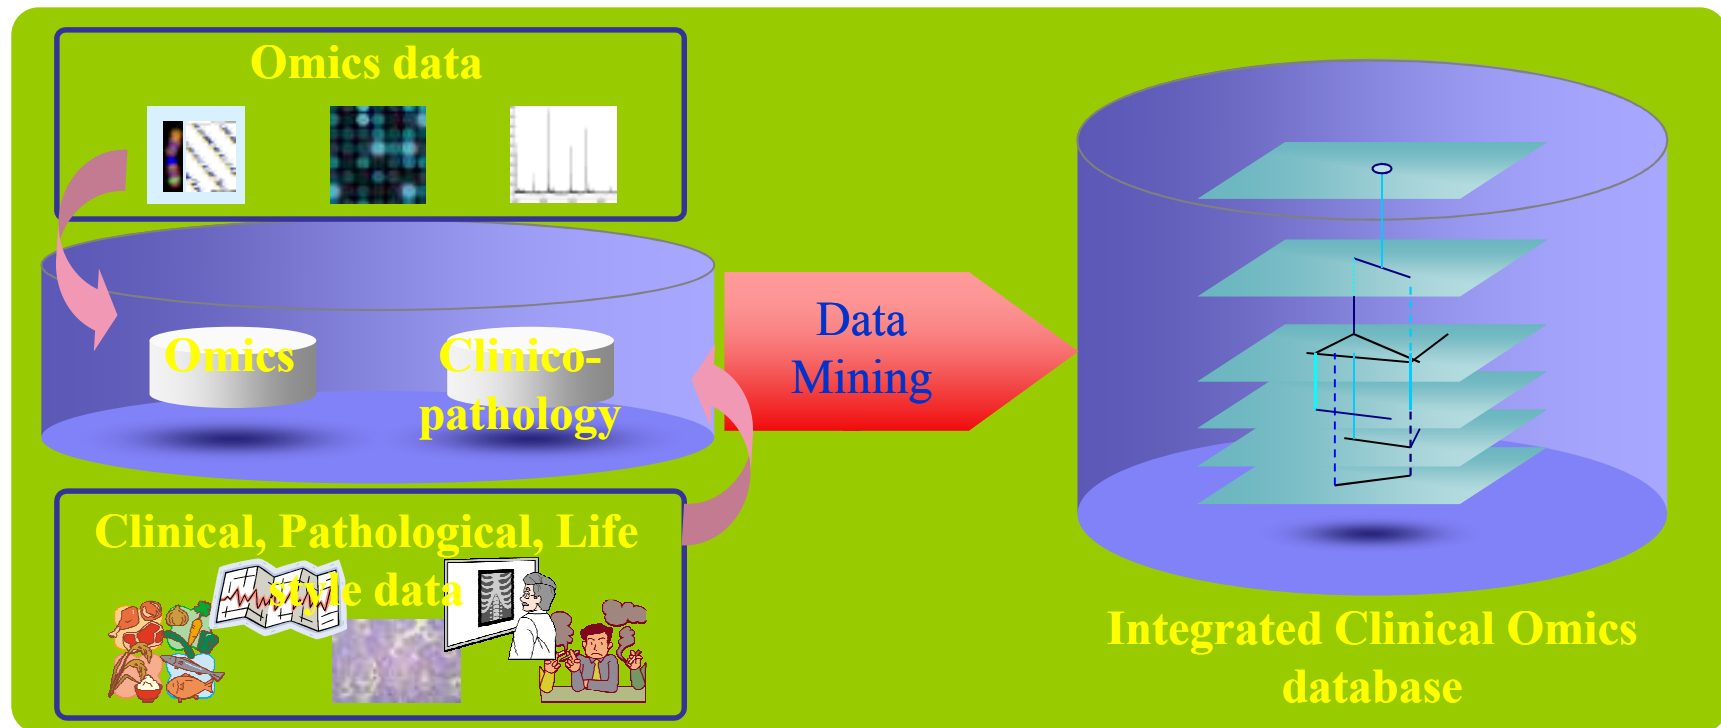 Omics data
Omics
Clinico-
pathology
Clinical, Pathological, Life
style data
Data
Mining
Integrated Clinical Omics
database